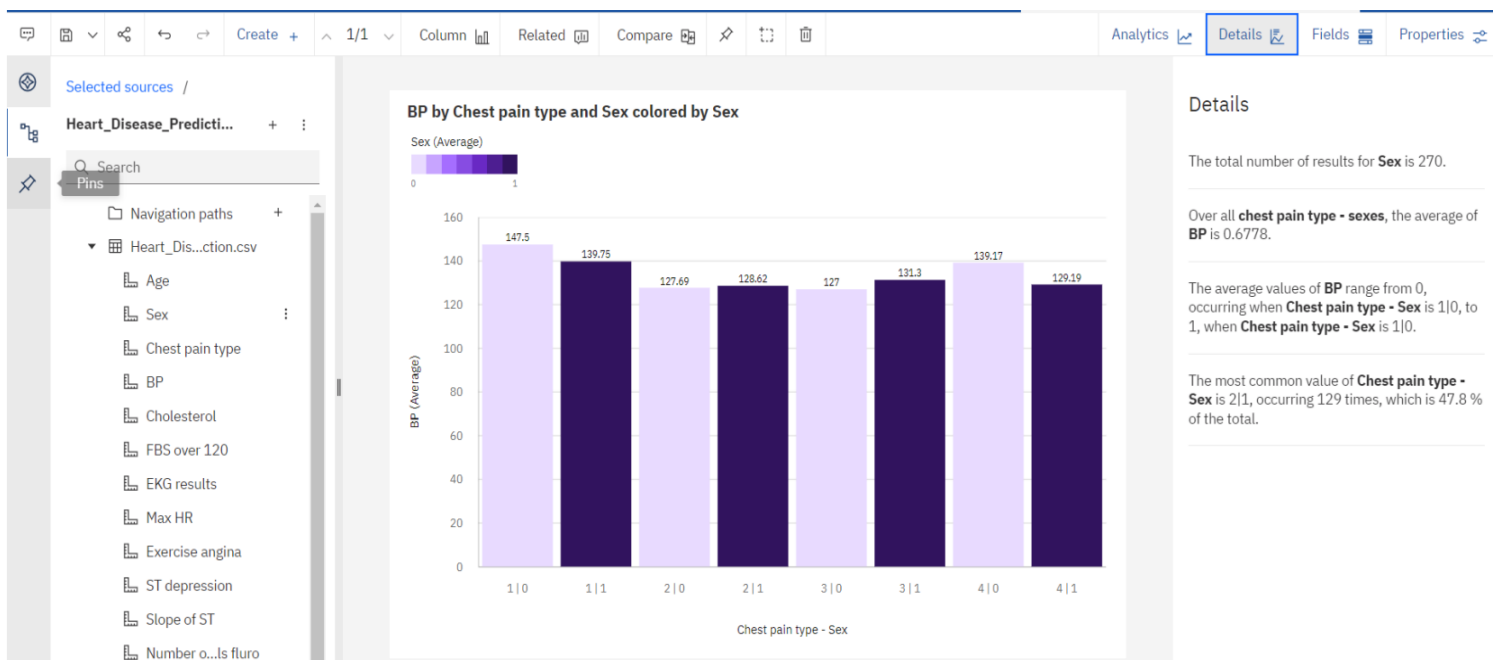 Create +
1/1
Column
Related
Compare
Analytics
Details
Fields
Properties
Selected sources /
Heart_Disease_Predicti... +
Search
Pins
Navigation paths +
Heart_Dis...ction.csv
Age
Sex
Chest pain type
BP
Cholesterol
FBS over 120
EKG results
Max HR
Exercise angina
ST depression
Slope of ST
Number o...ls fluro
BP by Chest pain type and Sex colored by Sex
Sex (Average)
0 1
BP (Average)
160
140
120
100
80
60
40
20
0
147.5
139.75
127.69
128.62
127
131.3
139.17
129.19
1|0 1|1 2|0 2|1 3|0 3|1 4|0 4|1
Chest pain type - Sex
Details
The total number of results for Sex is 270.
Over all chest pain type - sexes, the average of
BP is 0.6778.
The average values of BP range from 0,
occurring when Chest pain type - Sex is 1|0, to
1, when Chest pain type - Sex is 1|0.
The most common value of Chest pain type -
Sex is 2|1, occurring 129 times, which is 47.8 %
of the total.